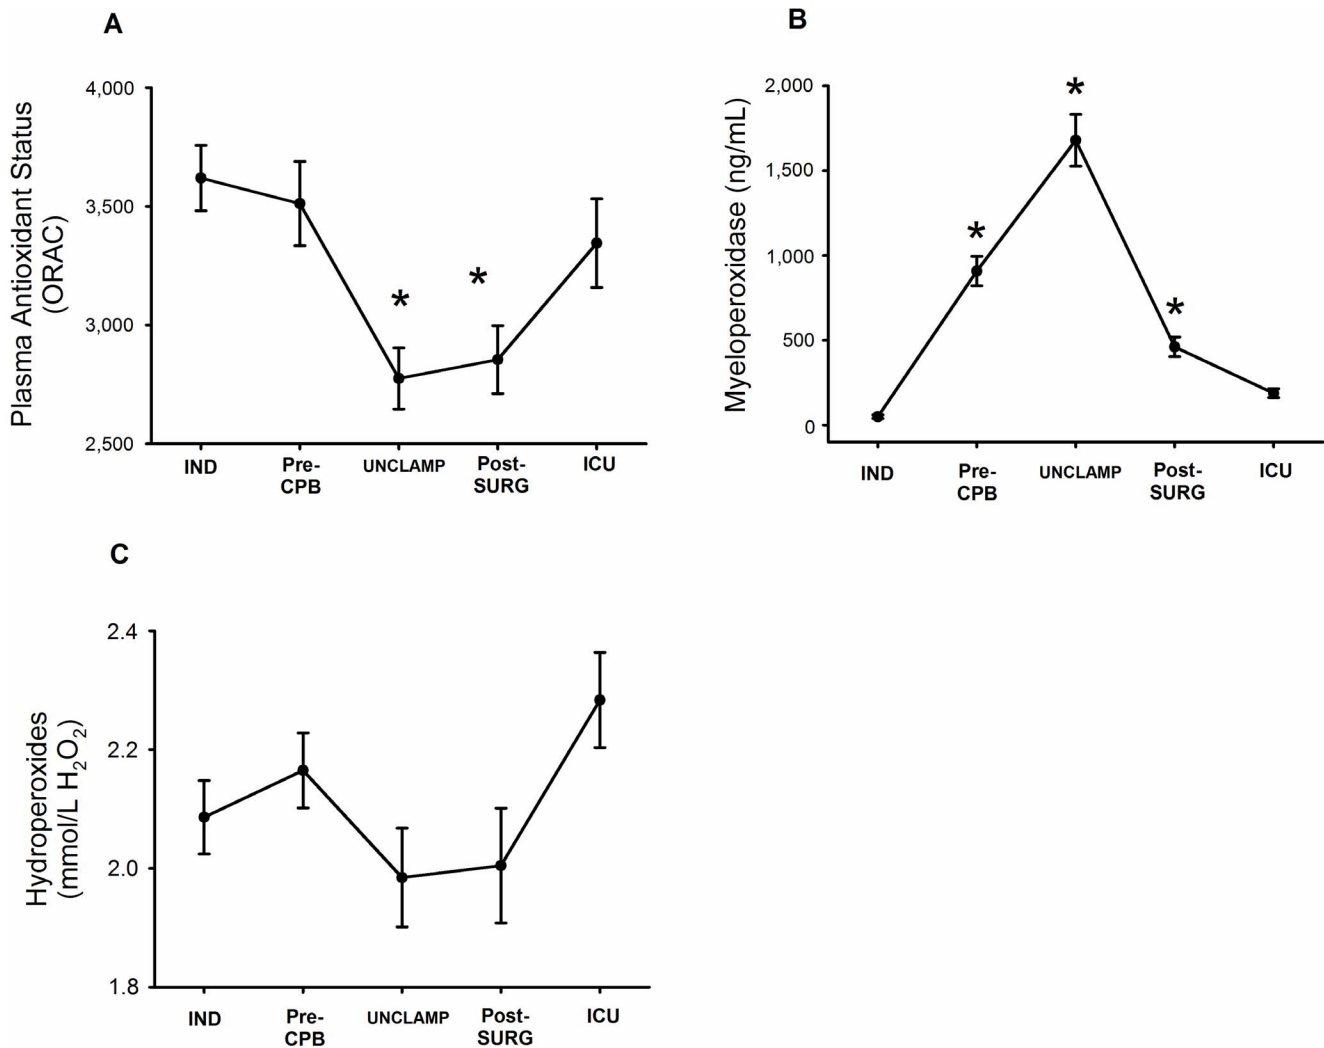 A
Plasma Antioxidant Status
(ORAC)
4,000
3,500
3,000
2,500
IND
Pre-
CPB
UNCLAMP
Post-
SURG
ICU
*
*
B
Myeloperoxidase (ng/mL)
2,000
1,500
1,000
500
0
IND
Pre-
CPB
UNCLAMP
Post-
SURG
ICU
*
*
*
C
Hydroperoxides
(mmol/L H₂O₂)
2.4
2.2
2.0
1.8
IND
Pre-
CPB
UNCLAMP
Post-
SURG
ICU